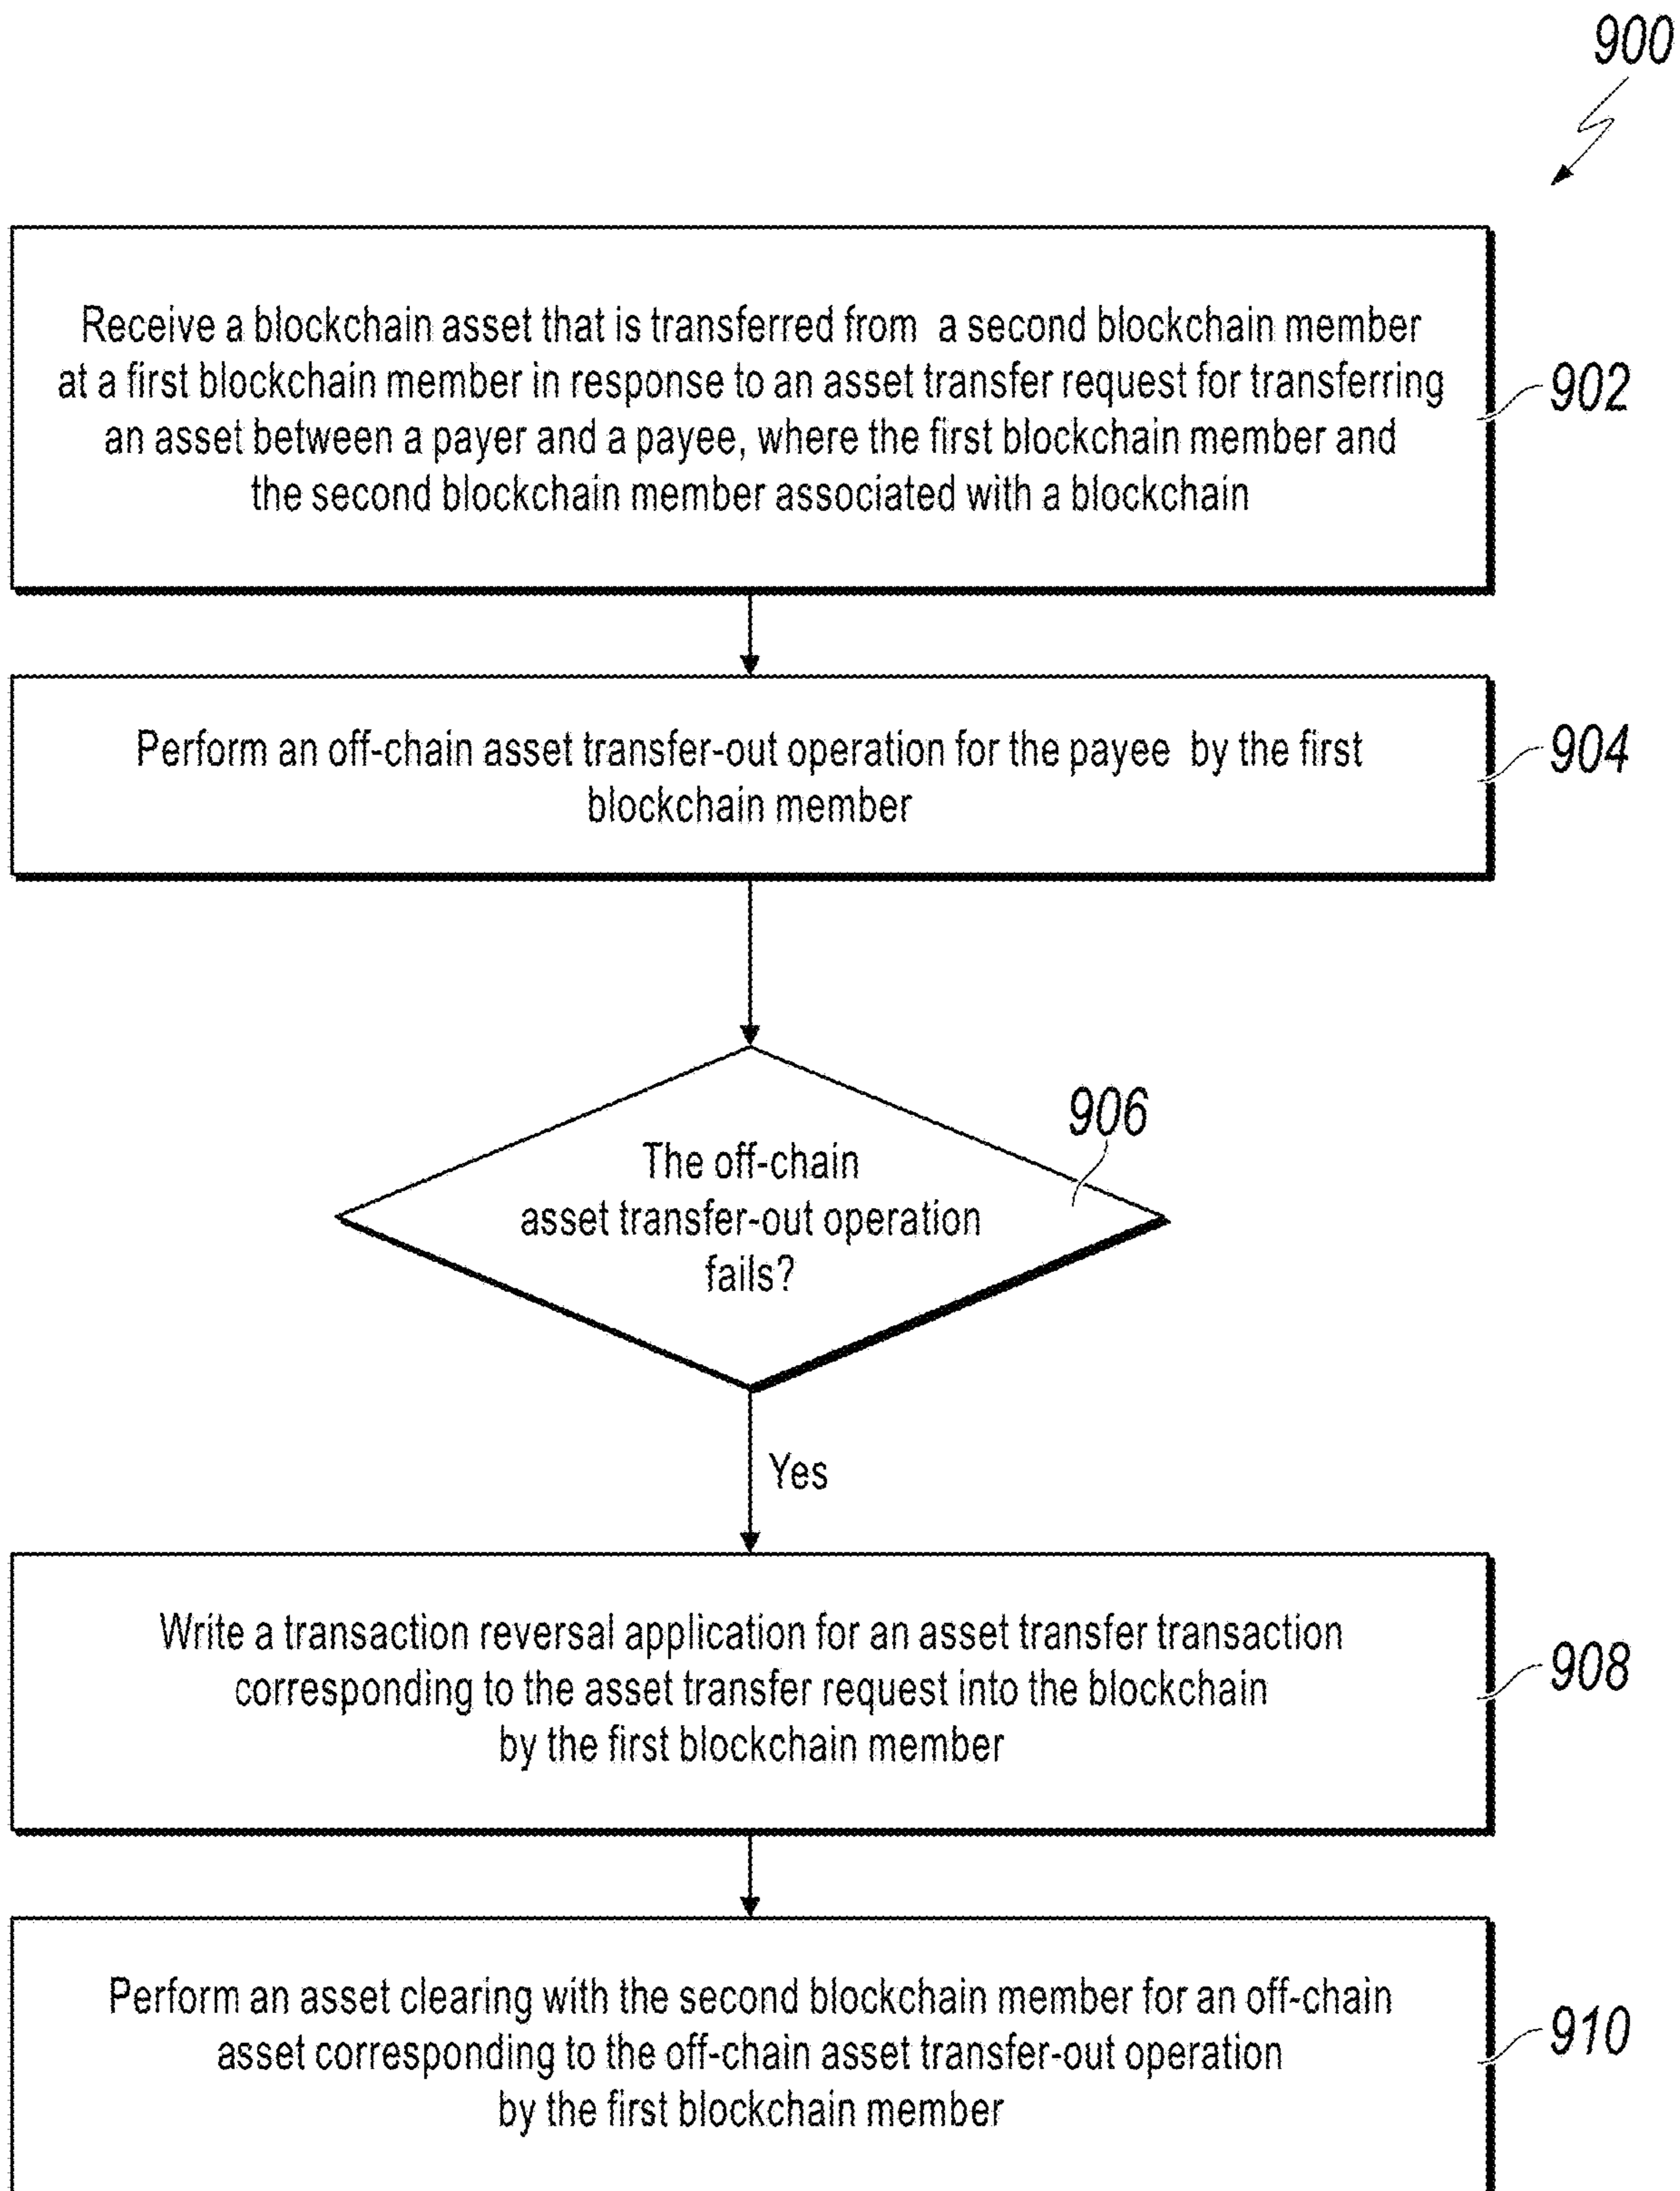 900
Receive a blockchain asset that is transferred from a second blockchain member
at a first blockchain member in response to an asset transfer request for transferring
an asset between a payer and a payee, where the first blockchain member and
the second blockchain member associated with a blockchain
902
Perform an off-chain asset transfer-out operation for the payee by the first
blockchain member
904
906
The off-chain
asset transfer-out operation
fails?
Yes
Write a transaction reversal application for an asset transfer transaction
corresponding to the asset transfer request into the blockchain
by the first blockchain member
908
Perform an asset clearing with the second blockchain member for an off-chain
asset corresponding to the off-chain asset transfer-out operation
by the first blockchain member
910